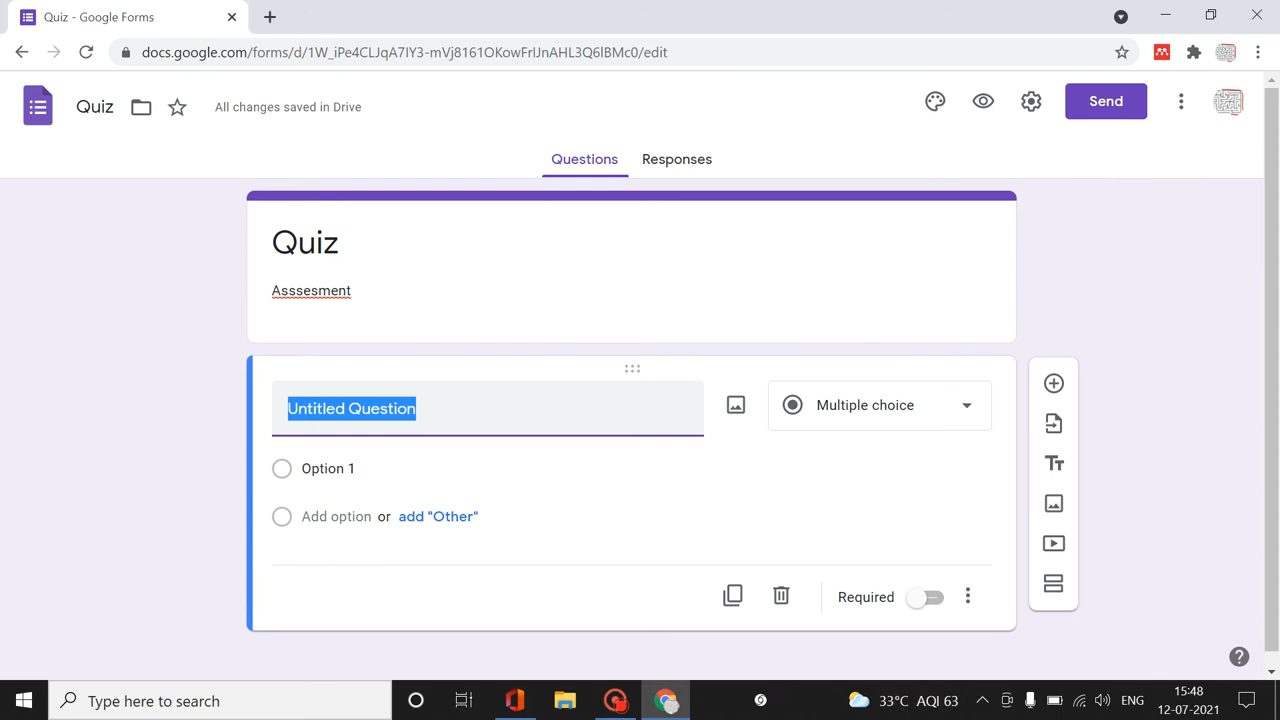 Quiz - Google Forms
docs.google.com/forms/d/1W_iPe4CLJqA7lY3-mVj8161OKowFrlJnAHL3Q6lBMc0/edit
Quiz
All changes saved in Drive
Send
Questions
Responses
Quiz
Asssesment
Untitled Question
Multiple choice
Option 1
Add option or add "Other"
Required
Type here to search
33°C AQI 63
ENG
15:48
12-07-2021